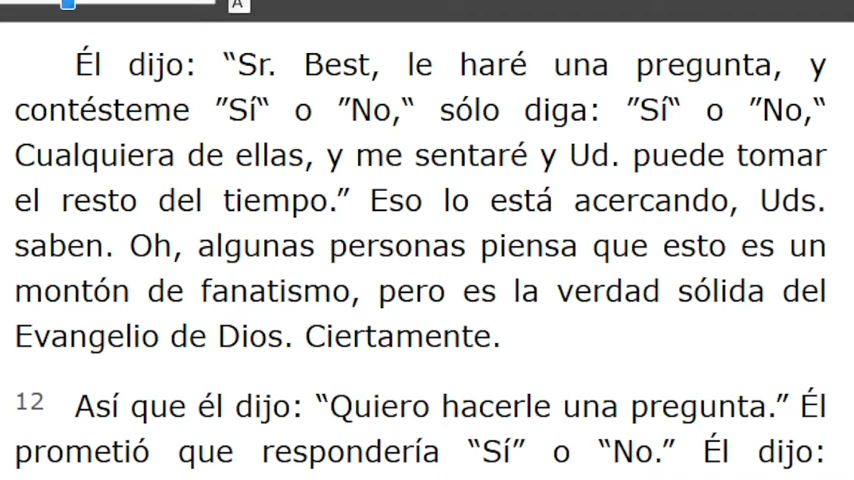 A
Él dijo: “Sr. Best, le haré una pregunta, y
contésteme ”Sí“ o ”No,“ sólo diga: ”Sí“ o ”No,“
Cualquiera de ellas, y me sentaré y Ud. puede tomar
el resto del tiempo.” Eso lo está acercando, Uds.
saben. Oh, algunas personas piensa que esto es un
montón de fanatismo, pero es la verdad sólida del
Evangelio de Dios. Ciertamente.
12 Así que él dijo: “Quiero hacerle una pregunta.” Él
prometió que respondería “Sí” o “No.” Él dijo: